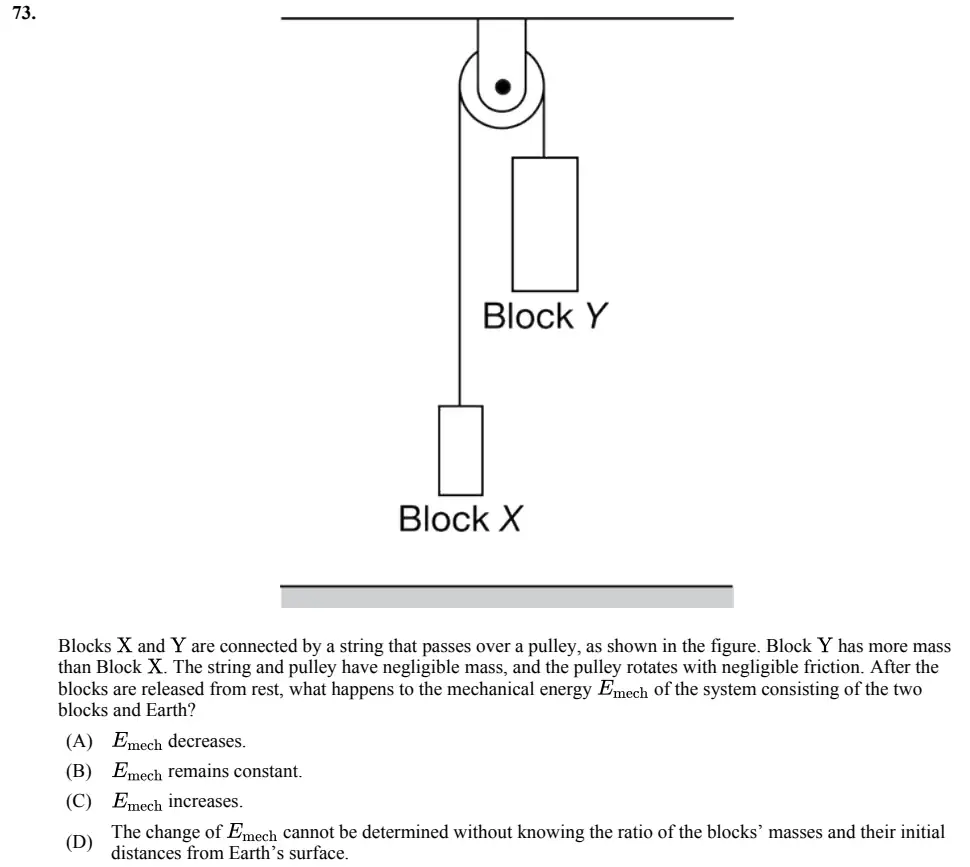 73.
Block Y
Block X
Blocks X and Y are connected by a string that passes over a pulley, as shown in the figure. Block Y has more mass
than Block X. The string and pulley have negligible mass, and the pulley rotates with negligible friction. After the
blocks are released from rest, what happens to the mechanical energy Emech of the system consisting of the two
blocks and Earth?
(A) Emech decreases.
(B) Emech remains constant.
(C) Emech increases.
(D) The change of Emech cannot be determined without knowing the ratio of the blocks’ masses and their initial
distances from Earth’s surface.